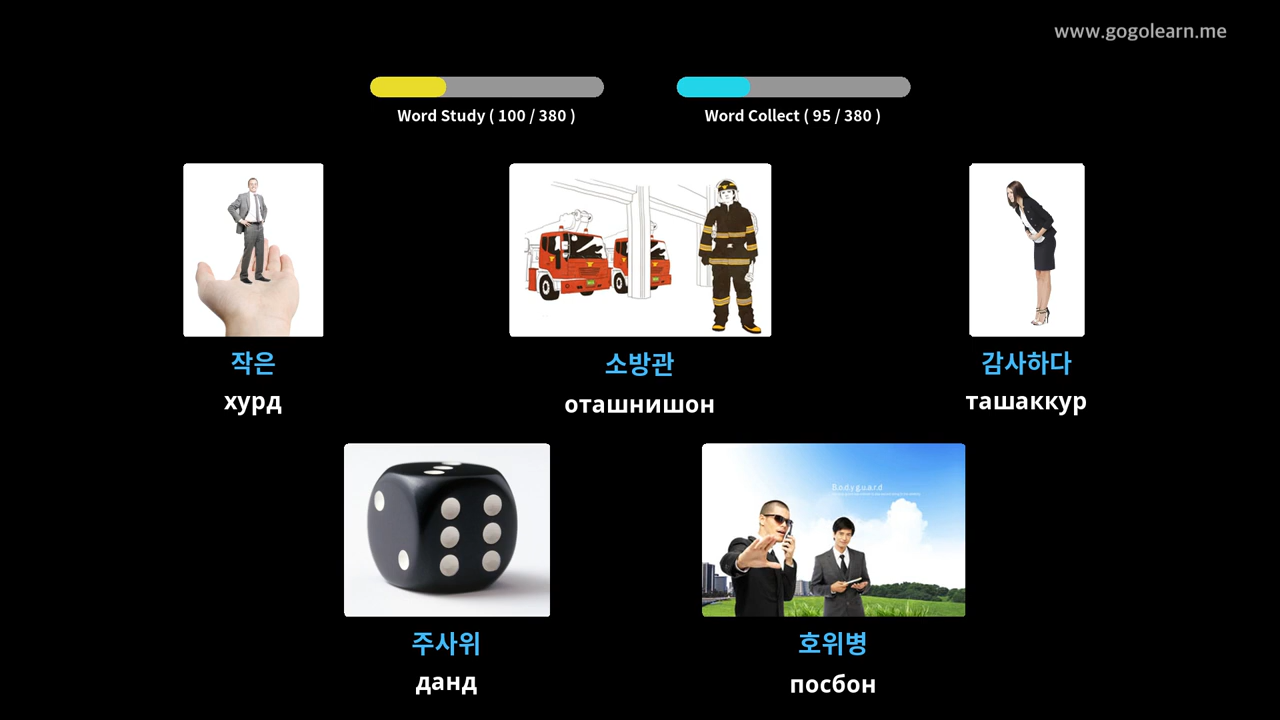 www.gogolearn.me
Word Study ( 100 / 380 )
Word Collect ( 95 / 380 )
작은
хурд
소방관
оташнишон
감사하다
ташаккур
Bodyguard
주사위
данд
호위병
посбон